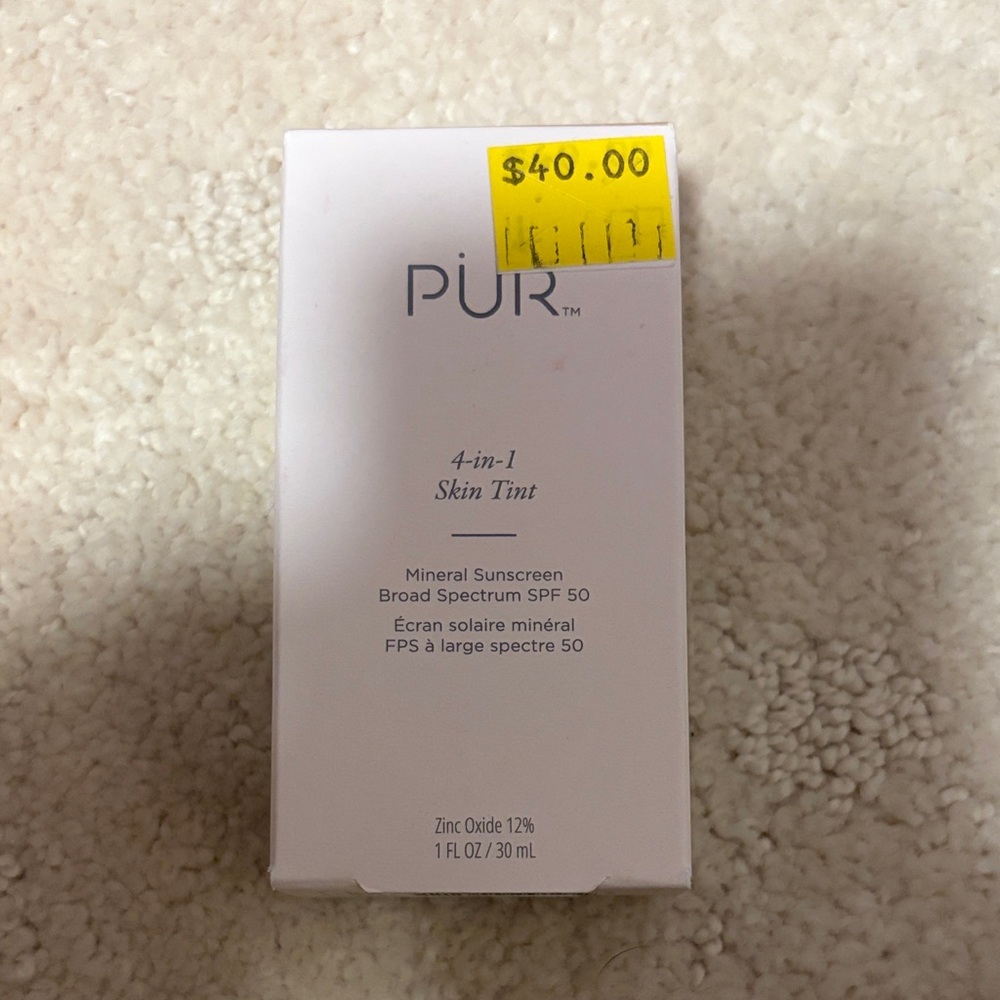 $40.00
PÜR™
4-in-1
Skin Tint
Mineral Sunscreen
Broad Spectrum SPF 50
Écran solaire minéral
FPS à large spectre 50
Zinc Oxide 12%
1 FL OZ / 30 mL